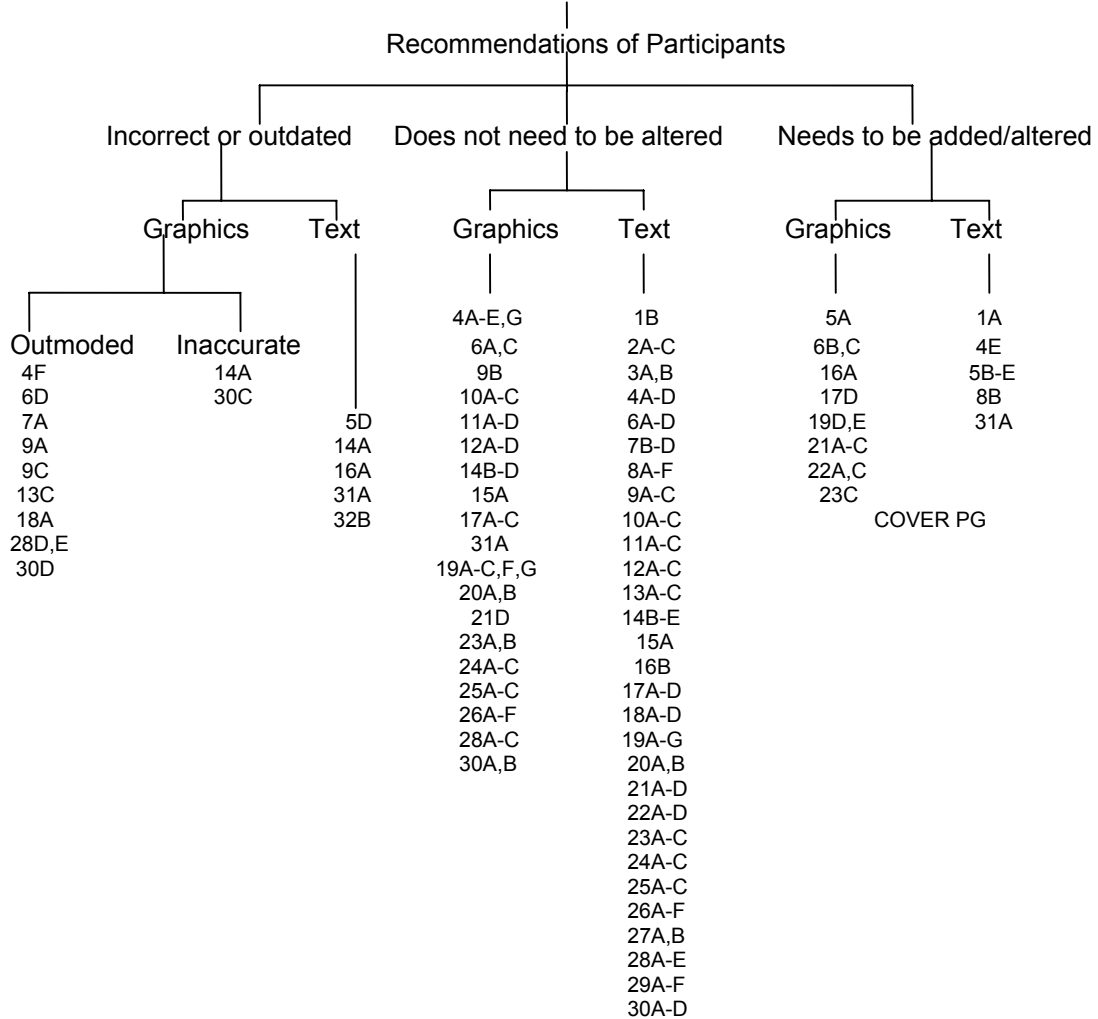 Recommendations of Participants
Incorrect or outdated
Does not need to be altered
Needs to be added/altered
Graphics
Text
Graphics
Text
Graphics
Text
Outmoded
4F
6D
7A
9A
9C
13C
18A
28D,E
30D
Inaccurate
14A
30C
5D
14A
16A
31A
32B
4A-E,G
6A,C
9B
10A-C
11A-D
12A-D
14B-D
15A
17A-C
31A
19A-C,F,G
20A,B
21D
23A,B
24A-C
25A-C
26A-F
28A-C
30A,B
1B
2A-C
3A,B
4A-D
6A-D
7B-D
8A-F
9A-C
10A-C
11A-C
12A-C
13A-C
14B-E
15A
16B
17A-D
18A-D
19A-G
20A,B
21A-D
22A-D
23A-C
24A-C
25A-C
26A-F
27A,B
28A-E
29A-F
30A-D
5A
6B,C
16A
17D
19D,E
21A-C
22A,C
23C
1A
4E
5B-E
8B
31A
COVER PG